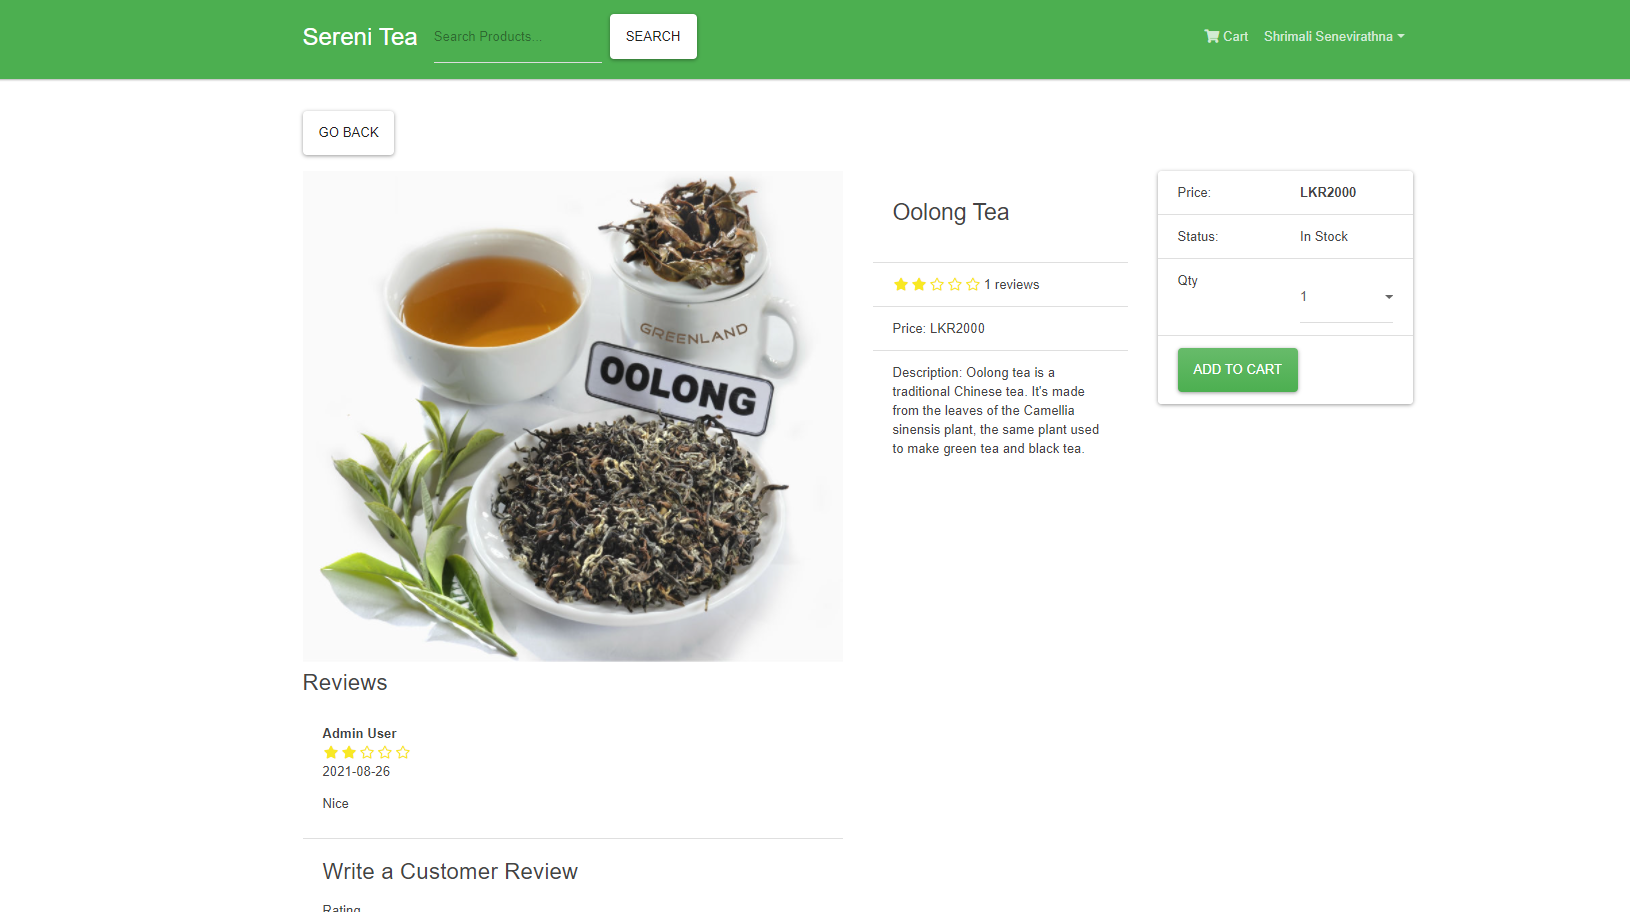 Sereni Tea
Search Products...
SEARCH
Cart
Shrimali Senevirathna
GO BACK
GREENLAND
OOLONG
Oolong Tea
1 reviews
Price: LKR2000
Description: Oolong tea is a
traditional Chinese tea. It's made
from the leaves of the Camellia
sinensis plant, the same plant used
to make green tea and black tea.
Price: LKR2000
Status: In Stock
Qty
1
ADD TO CART
Reviews
Admin User
2021-08-26
Nice
Write a Customer Review
Rating